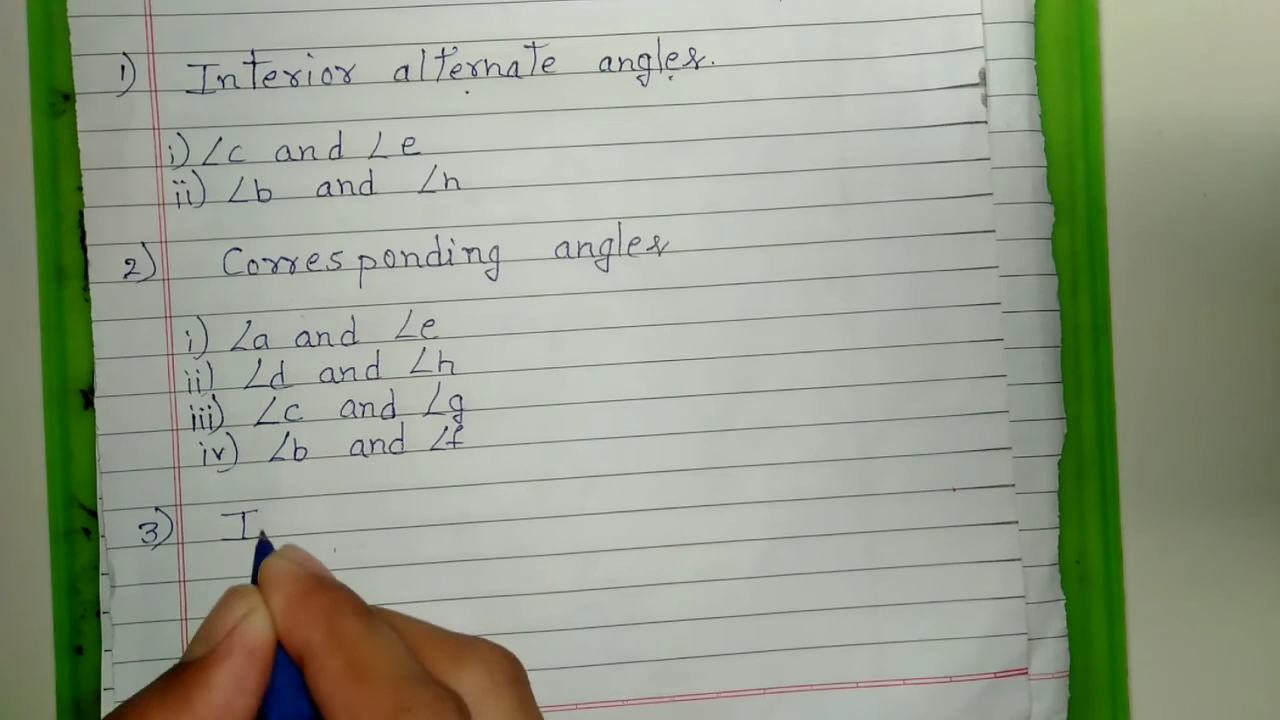 1) Interior alternate angles.
i) ∠c and ∠e
ii) ∠b and ∠h
2) Corresponding angles
i) ∠a and ∠e
ii) ∠d and ∠h
iii) ∠c and ∠g
iv) ∠b and ∠f
3) I